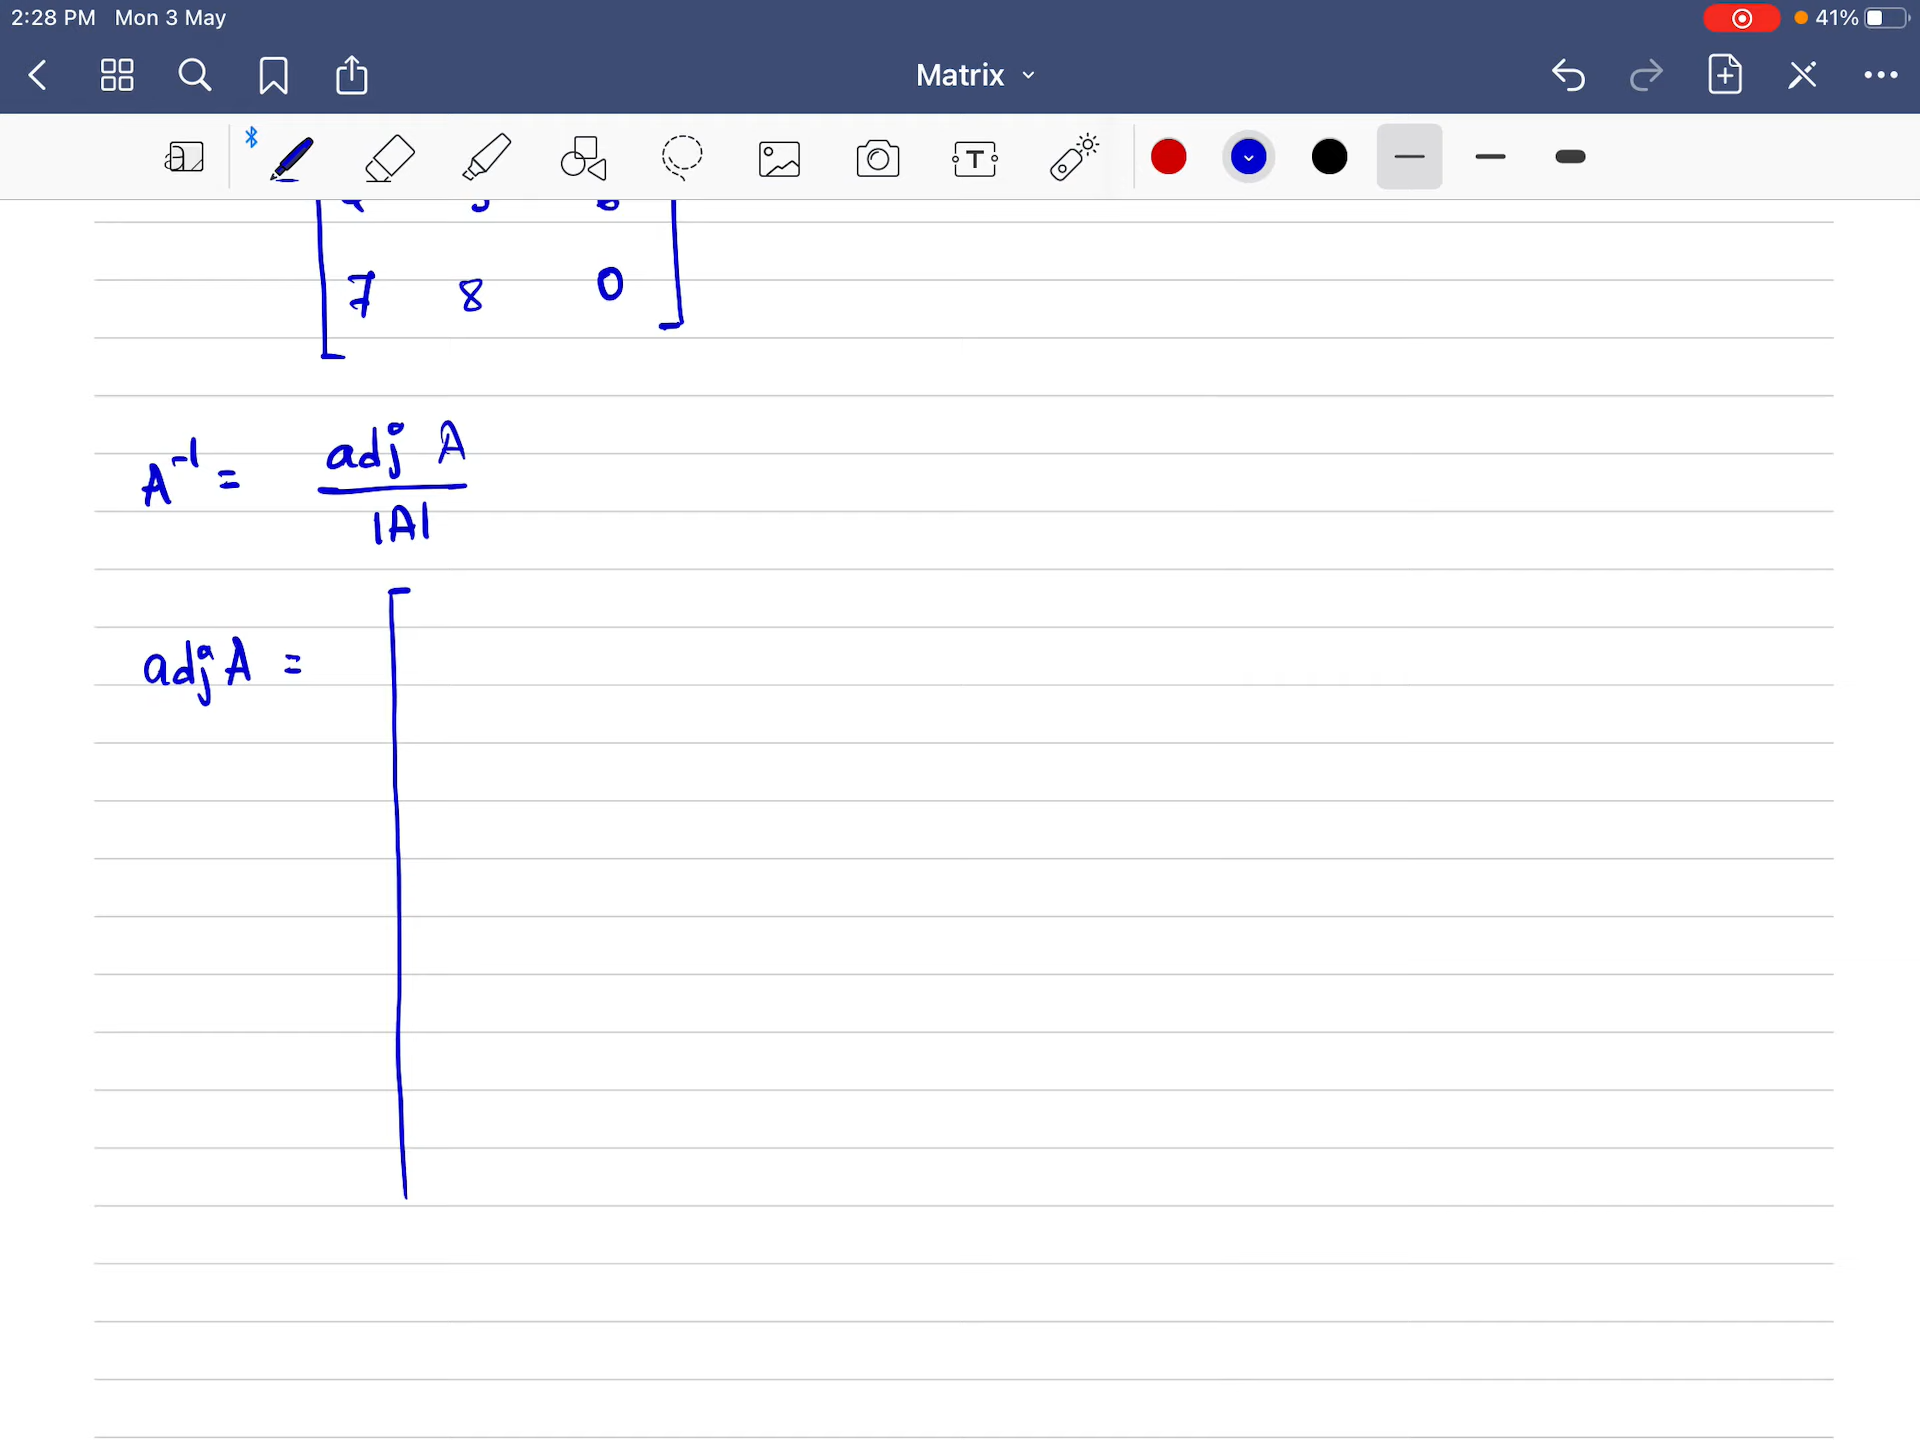 2:28 PM Mon 3 May 41%
Matrix
7 8 0
A⁻¹ = adj A
|A|
adj A =